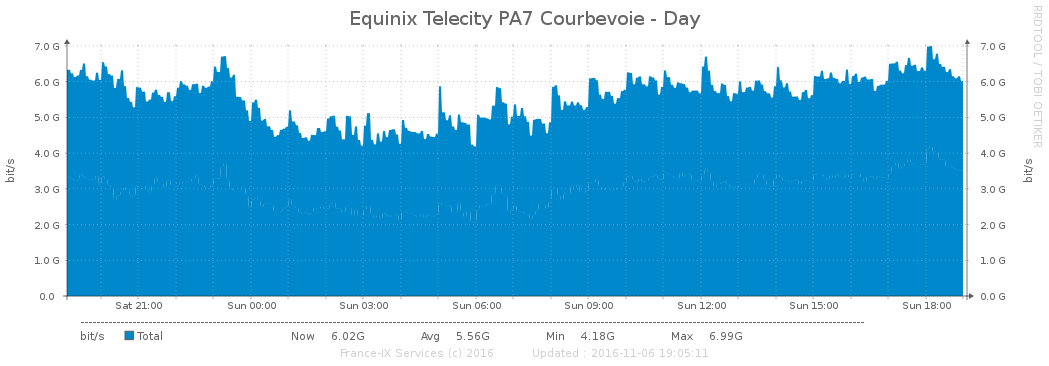 Equinix Telecity PA7 Courbevoie - Day
RRDTOOL / TOBI OETIKER
7.0 G 7.0 G
6.0 G 6.0 G
5.0 G 5.0 G
4.0 G 4.0 G
3.0 G 3.0 G
2.0 G 2.0 G
1.0 G 1.0 G
0.0 0.0 G
bit/s bit/s
Sat 21:00 Sun 00:00 Sun 03:00 Sun 06:00 Sun 09:00 Sun 12:00 Sun 15:00 Sun 18:00
bit/s Total Now 6.02G Avg 5.56G Min 4.18G Max 6.99G
France-IX Services (c) 2016 Updated : 2016-11-06 19:05:11